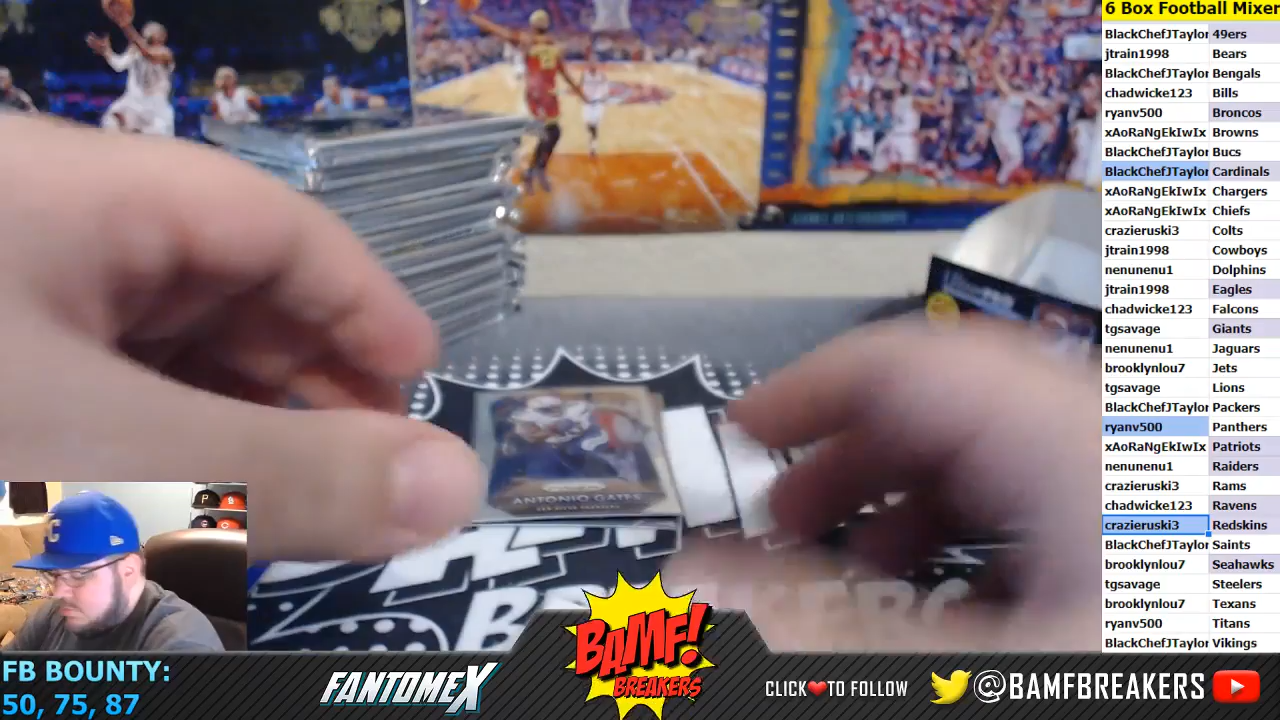 6 Box Football Mixer
BlackChefJTaylor 49ers
jtrain1998 Bears
BlackChefJTaylor Bengals
chadwicke123 Bills
ryanv500 Broncos
xAoRaNgEkIwIx Browns
BlackChefJTaylor Bucs
BlackChefJTaylor Cardinals
xAoRaNgEkIwIx Chargers
xAoRaNgEkIwIx Chiefs
crazieruski3 Colts
jtrain1998 Cowboys
nenunenu1 Dolphins
jtrain1998 Eagles
chadwicke123 Falcons
tgsavage Giants
nenunenu1 Jaguars
brooklynlou7 Jets
tgsavage Lions
BlackChefJTaylor Packers
ryanv500 Panthers
xAoRaNgEkIwIx Patriots
nenunenu1 Raiders
crazieruski3 Rams
chadwicke123 Ravens
crazieruski3 Redskins
BlackChefJTaylor Saints
brooklynlou7 Seahawks
tgsavage Steelers
brooklynlou7 Texans
ryanv500 Titans
BlackChefJTaylor Vikings
ANTONIO GATES
FB BOUNTY:
50, 75, 87
FANTOMEX
BAMF!
BREAKERS
CLICK TO FOLLOW
@BAMFBREAKERS